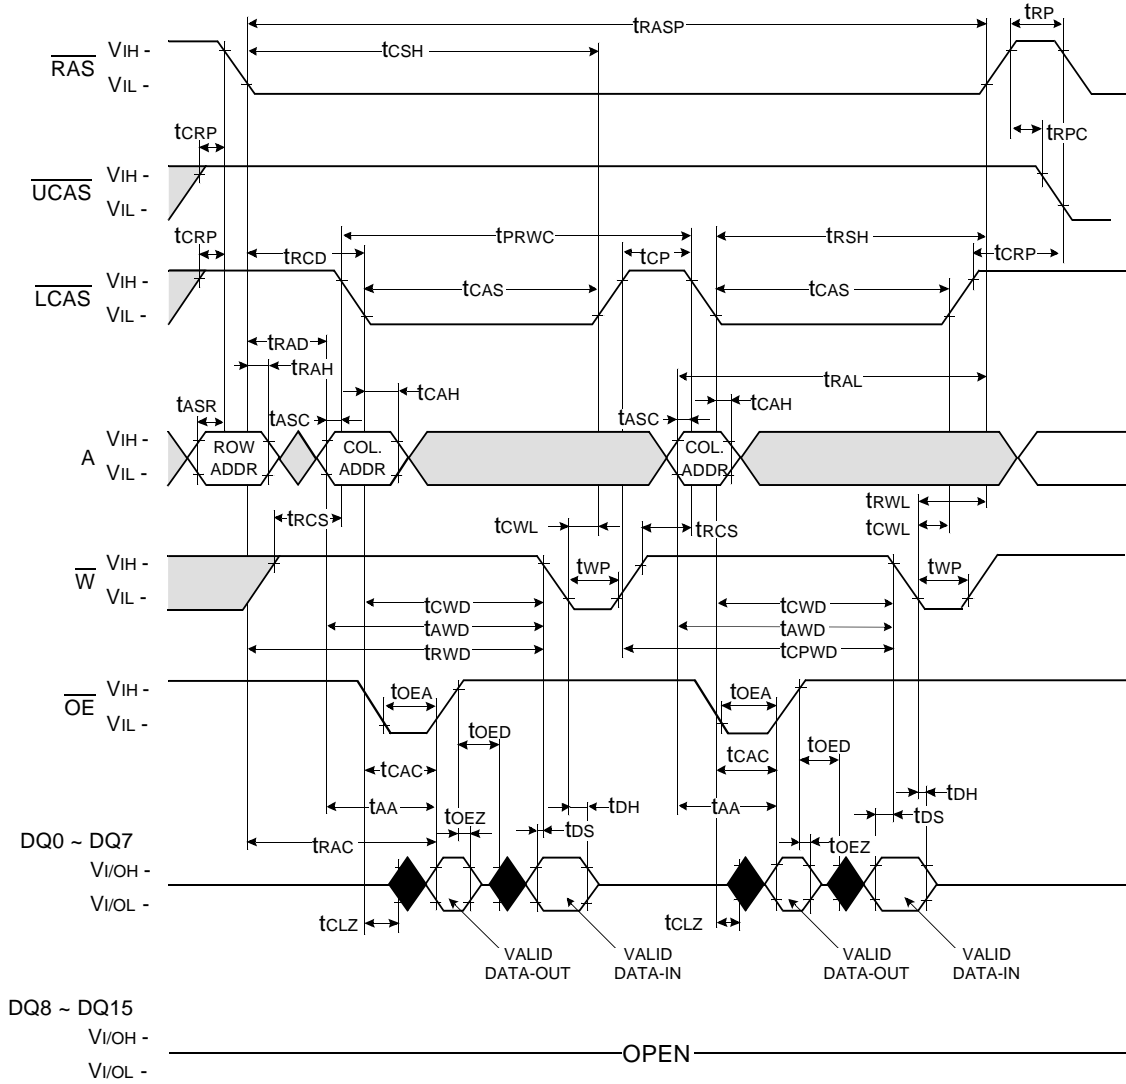 tRASP
tRP
tCSH
RAS
VIH -
VIL -
tCRP
tRPC
UCAS
VIH -
VIL -
tCRP
tRCD
tPRWC
tCP
tRSH
tCRP
LCAS
VIH -
VIL -
tCAS
tCAS
tRAD
tRAH
tCAH
tRAL
tASR
tASC
tASC
tCAH
A
VIH -
VIL -
ROW
ADDR
COL.
ADDR
COL.
ADDR
tRCS
tCWL
tRCS
tRWL
tCWL
W
VIH -
VIL -
tWP
tWP
tCWD
tCWD
tAWD
tAWD
tRWD
tCPWD
OE
VIH -
VIL -
tOEA
tOEA
tOED
tOED
tCAC
tCAC
tAA
tDH
tAA
tDH
tOEZ
tDS
tDS
tRAC
tOEZ
DQ0 ~ DQ7
VI/OH -
VI/OL -
tCLZ
tCLZ
VALID
DATA-OUT
VALID
DATA-IN
VALID
DATA-OUT
VALID
DATA-IN
DQ8 ~ DQ15
VI/OH -
OPEN
VI/OL -